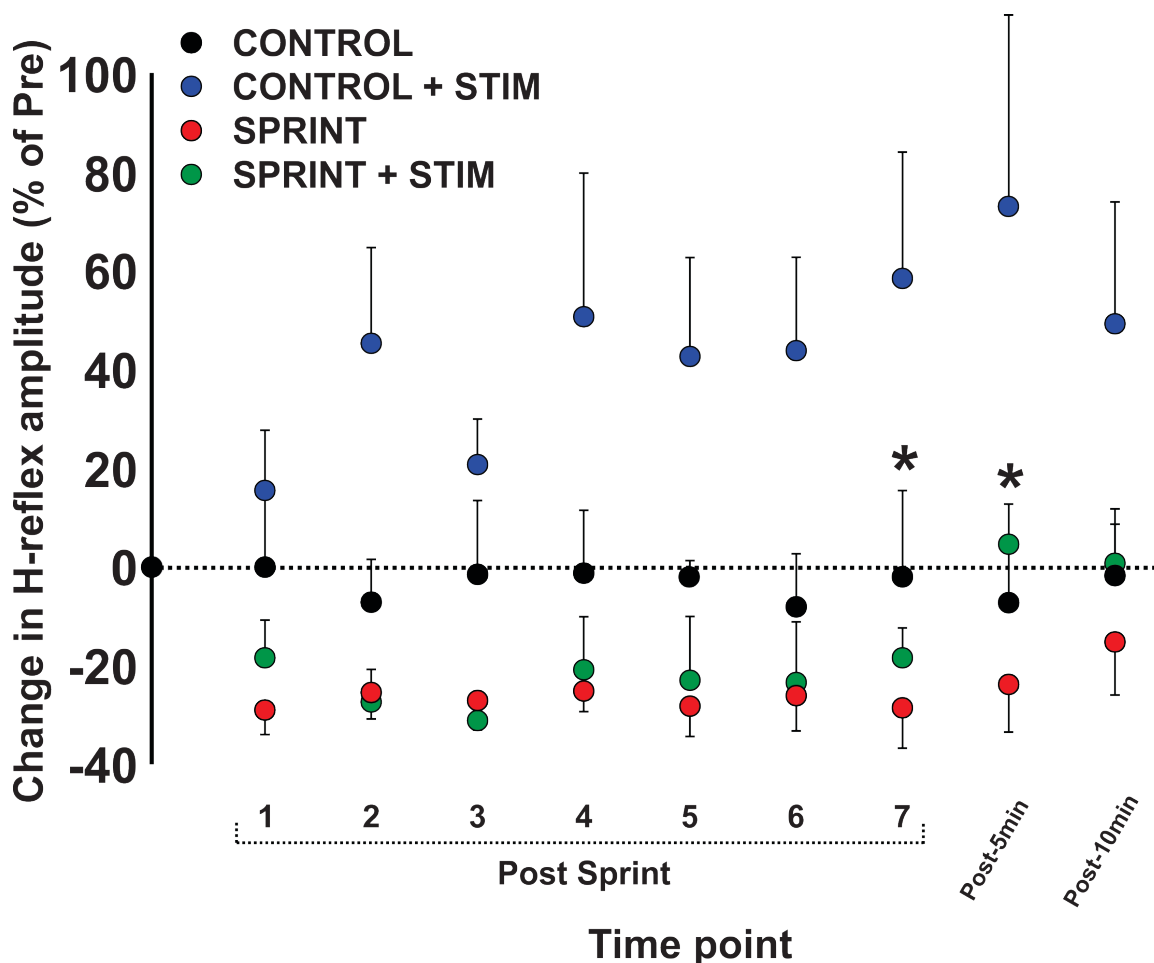 CONTROL
CONTROL + STIM
SPRINT
SPRINT + STIM
Change in H-reflex amplitude (% of Pre)
100
80
60
40
20
0
-20
-40
*
*
1 2 3 4 5 6 7 Post-5min Post-10min
Post Sprint
Time point